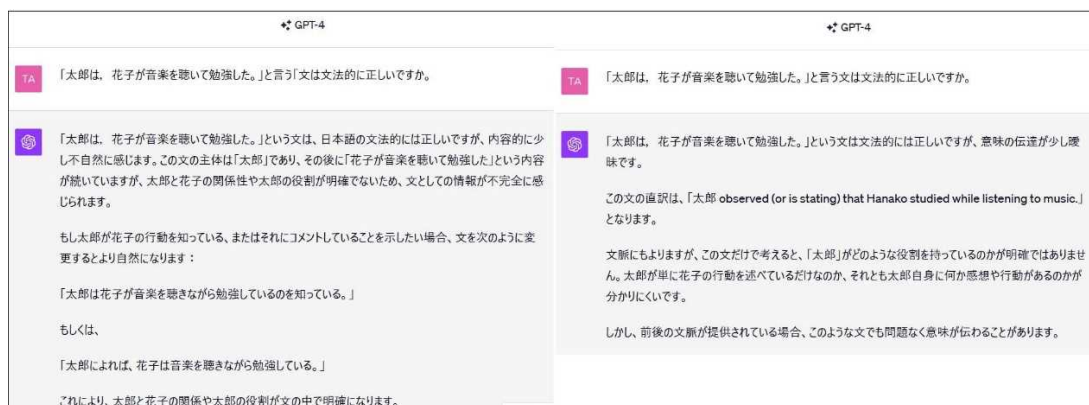 GPT-4
TA
「太郎は，花子が音楽を聴いて勉強した。」と言う「文は文法的に正しいですか。
「太郎は，花子が音楽を聴いて勉強した。」という文は、日本語の文法的には正しいですが、内容的に少
し不自然に感じます。この文の主体は「太郎」であり、その後に「花子が音楽を聴いて勉強した」という内容
が続いていますが、太郎と花子の関係性や太郎の役割が明確でないため、文としての情報が不完全に感
じられます。
もし太郎が花子の行動を知っている、またはそれにコメントしていることを示したい場合、文を次のように変
更するとより自然になります：
「太郎は花子が音楽を聴きながら勉強しているのを知っている。」
もしくは、
「太郎によれば、花子は音楽を聴きながら勉強している。」
これにより、太郎と花子の関係や太郎の役割が文の中で明確になります。
GPT-4
TA
「太郎は，花子が音楽を聴いて勉強した。」と言う文は文法的に正しいですか。
「太郎は，花子が音楽を聴いて勉強した。」という文は文法的には正しいですが、意味の伝達が少し曖
昧です。
この文の直訳は、「太郎 observed (or is stating) that Hanako studied while listening to music.」
となります。
文脈にもよりますが、この文だけで考えると、「太郎」がどのような役割を持っているのかが明確ではありませ
ん。太郎が単に花子の行動を述べているだけなのか、それとも太郎自身に何か感想や行動があるのかが
分かりにくいです。
しかし、前後の文脈が提供されている場合、このような文でも問題なく意味が伝わることがあります。